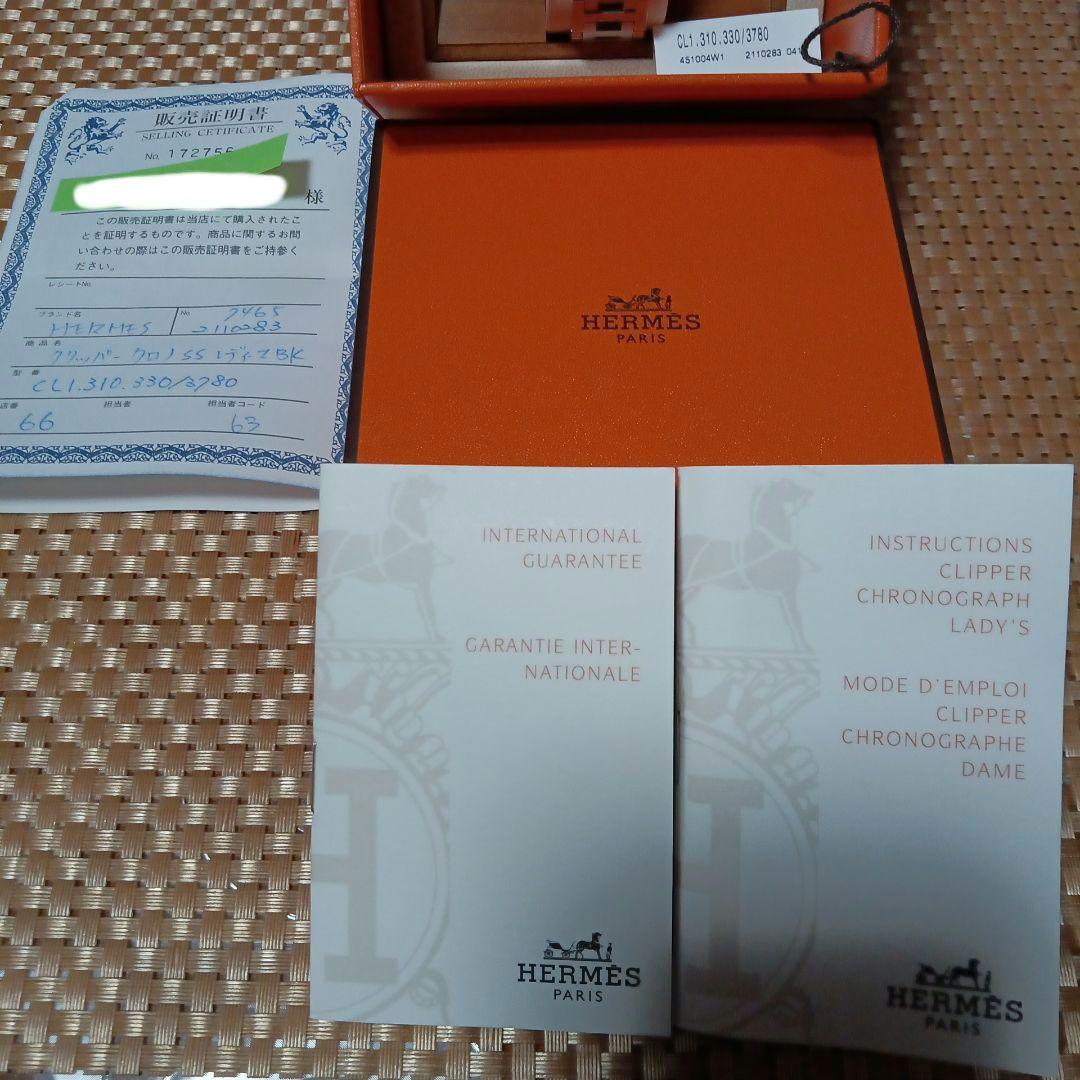 CL1.310.330/3780
451004W1 2110283 04
販売証明書
SELLING CETIFICATE
No. 172756
様
この販売証明書は当店にて購入されたこ
とを証明するものです。商品に関するお問
い合わせの際はこの販売証明書をご持参く
ださい。
レシートNo.
ブランド名 No. 7465
HERMES 2110283
商品名
クリッパー クロノ SS レディス BK
型番
CL1.310.330/3780
店番 担当者 担当者コード
66 63
HERMÈS
PARIS
INTERNATIONAL
GUARANTEE
GARANTIE INTER-
NATIONALE
HERMÈS
PARIS
INSTRUCTIONS
CLIPPER
CHRONOGRAPH
LADY'S
MODE D'EMPLOI
CLIPPER
CHRONOGRAPHE
DAME
HERMÈS
PARIS